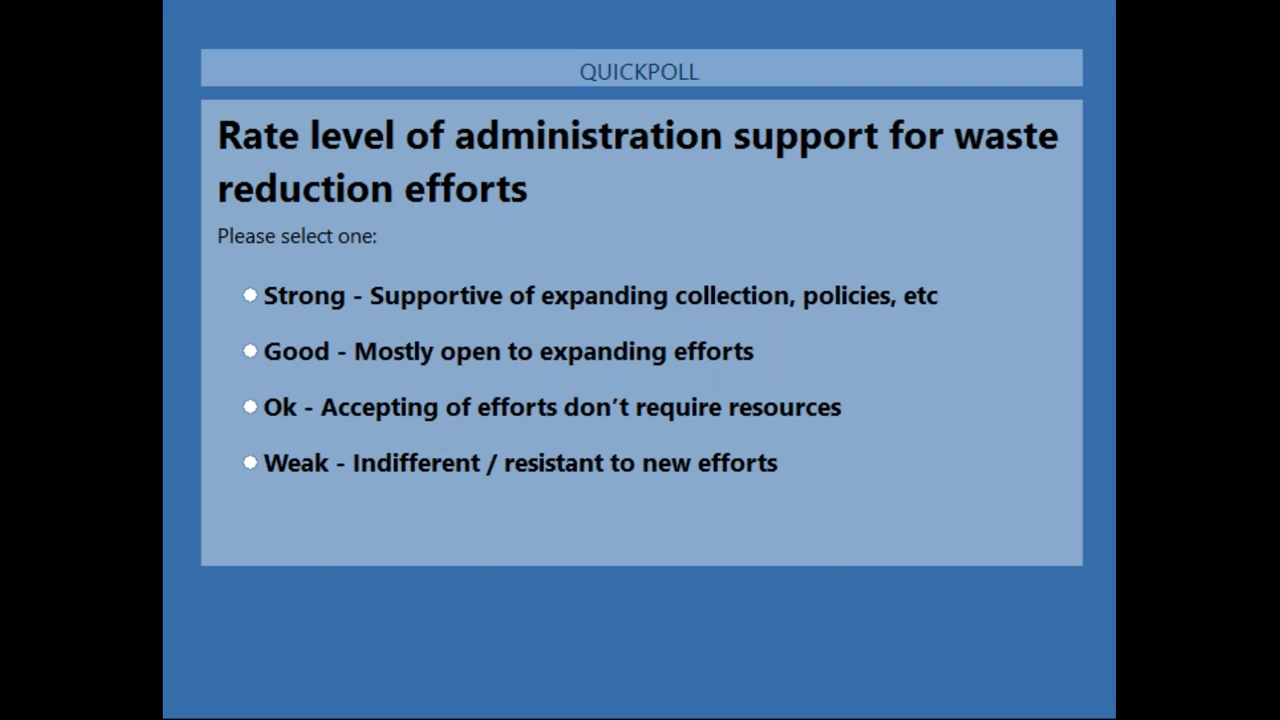 QUICKPOLL
Rate level of administration support for waste
reduction efforts
Please select one:
Strong - Supportive of expanding collection, policies, etc
Good - Mostly open to expanding efforts
Ok - Accepting of efforts don’t require resources
Weak - Indifferent / resistant to new efforts